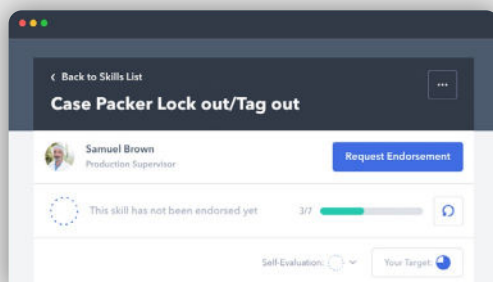 Back to Skills List
Case Packer Lock out/Tag out
Samuel Brown
Production Supervisor
Request Endorsement
This skill has not been endorsed yet
3/7
Self-Evaluation:
Your Target: